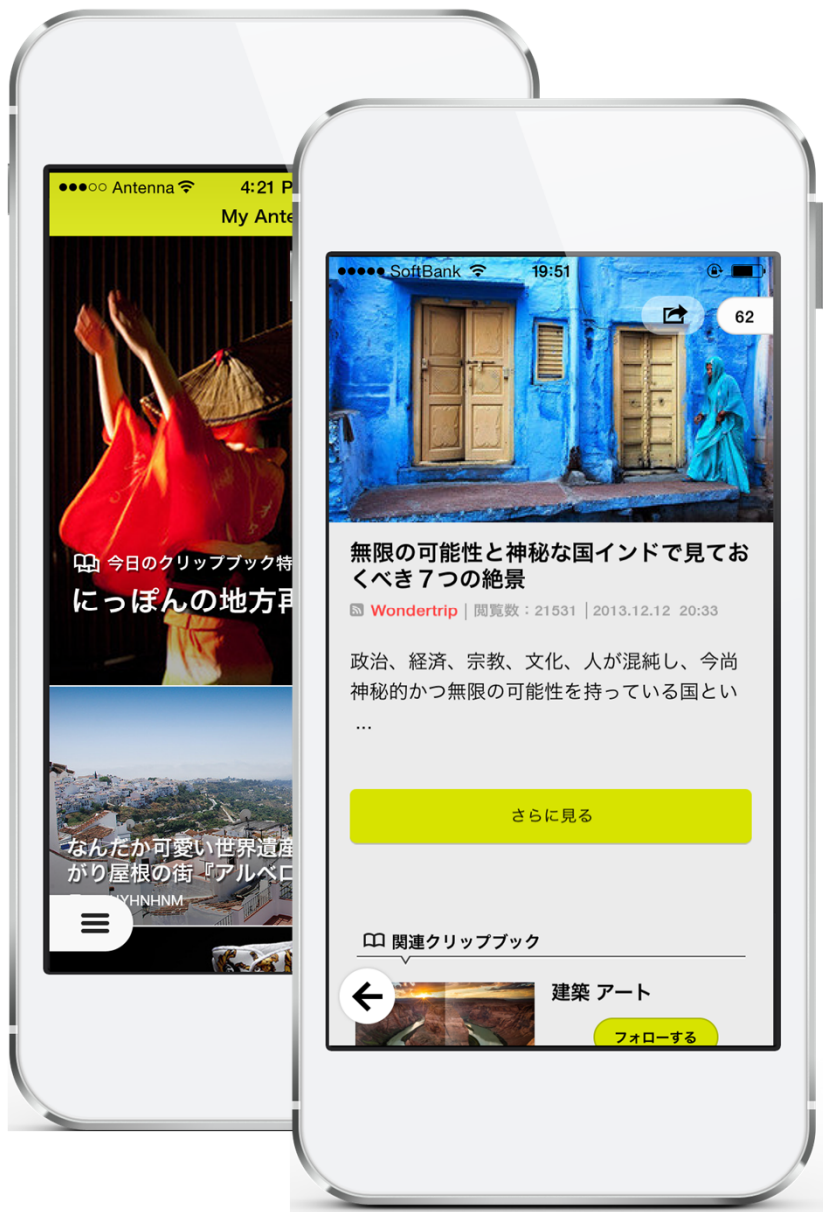 Antenna
4:21 P
My Ante
今日のクリップブック特
にっぽんの地方
なんだか可愛い世界遺産
がり屋根の街『アルベロ
YHNHNM
SoftBank
19:51
62
無限の可能性と神秘な国インドで見てお
くべき７つの絶景
Wondertrip | 閲覧数：21531 | 2013.12.12 20:33
政治、経済、宗教、文化、人が混純し、今尚
神秘的かつ無限の可能性を持っている国とい
...
さらに見る
関連クリップブック
建築 アート
フォローする